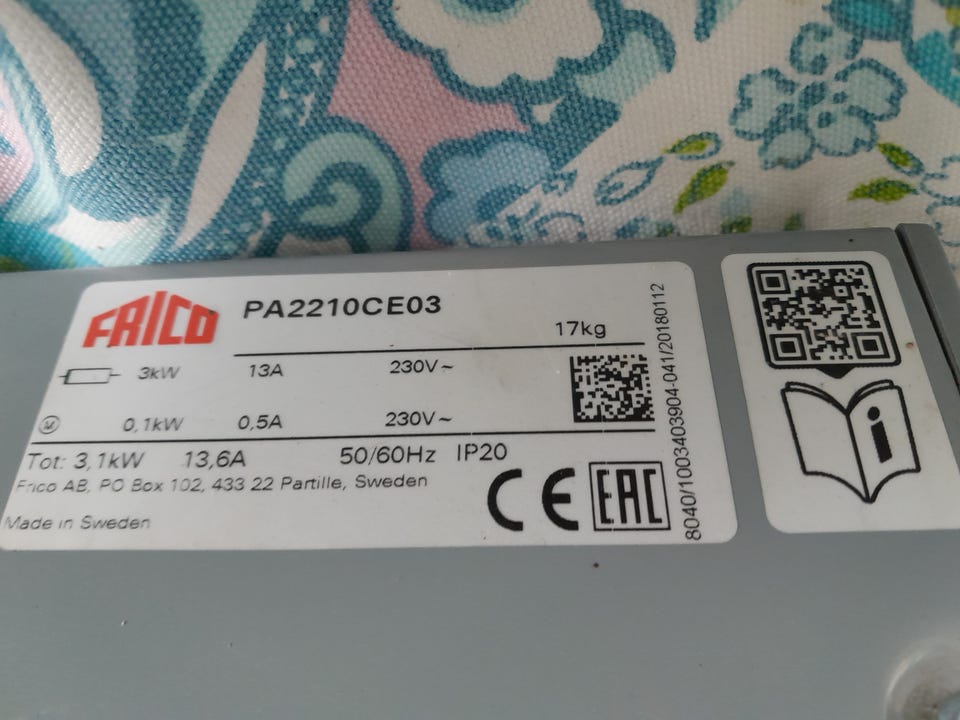 FRICO
PA2210CE03
17kg
3kW 13A 230V~
M 0,1kW 0,5A 230V~
Tot: 3,1kW 13,6A 50/60Hz IP20
Frico AB, PO Box 102, 433 22 Partille, Sweden
Made in Sweden
CE EAC
8040/1003403904-041/20180112
i